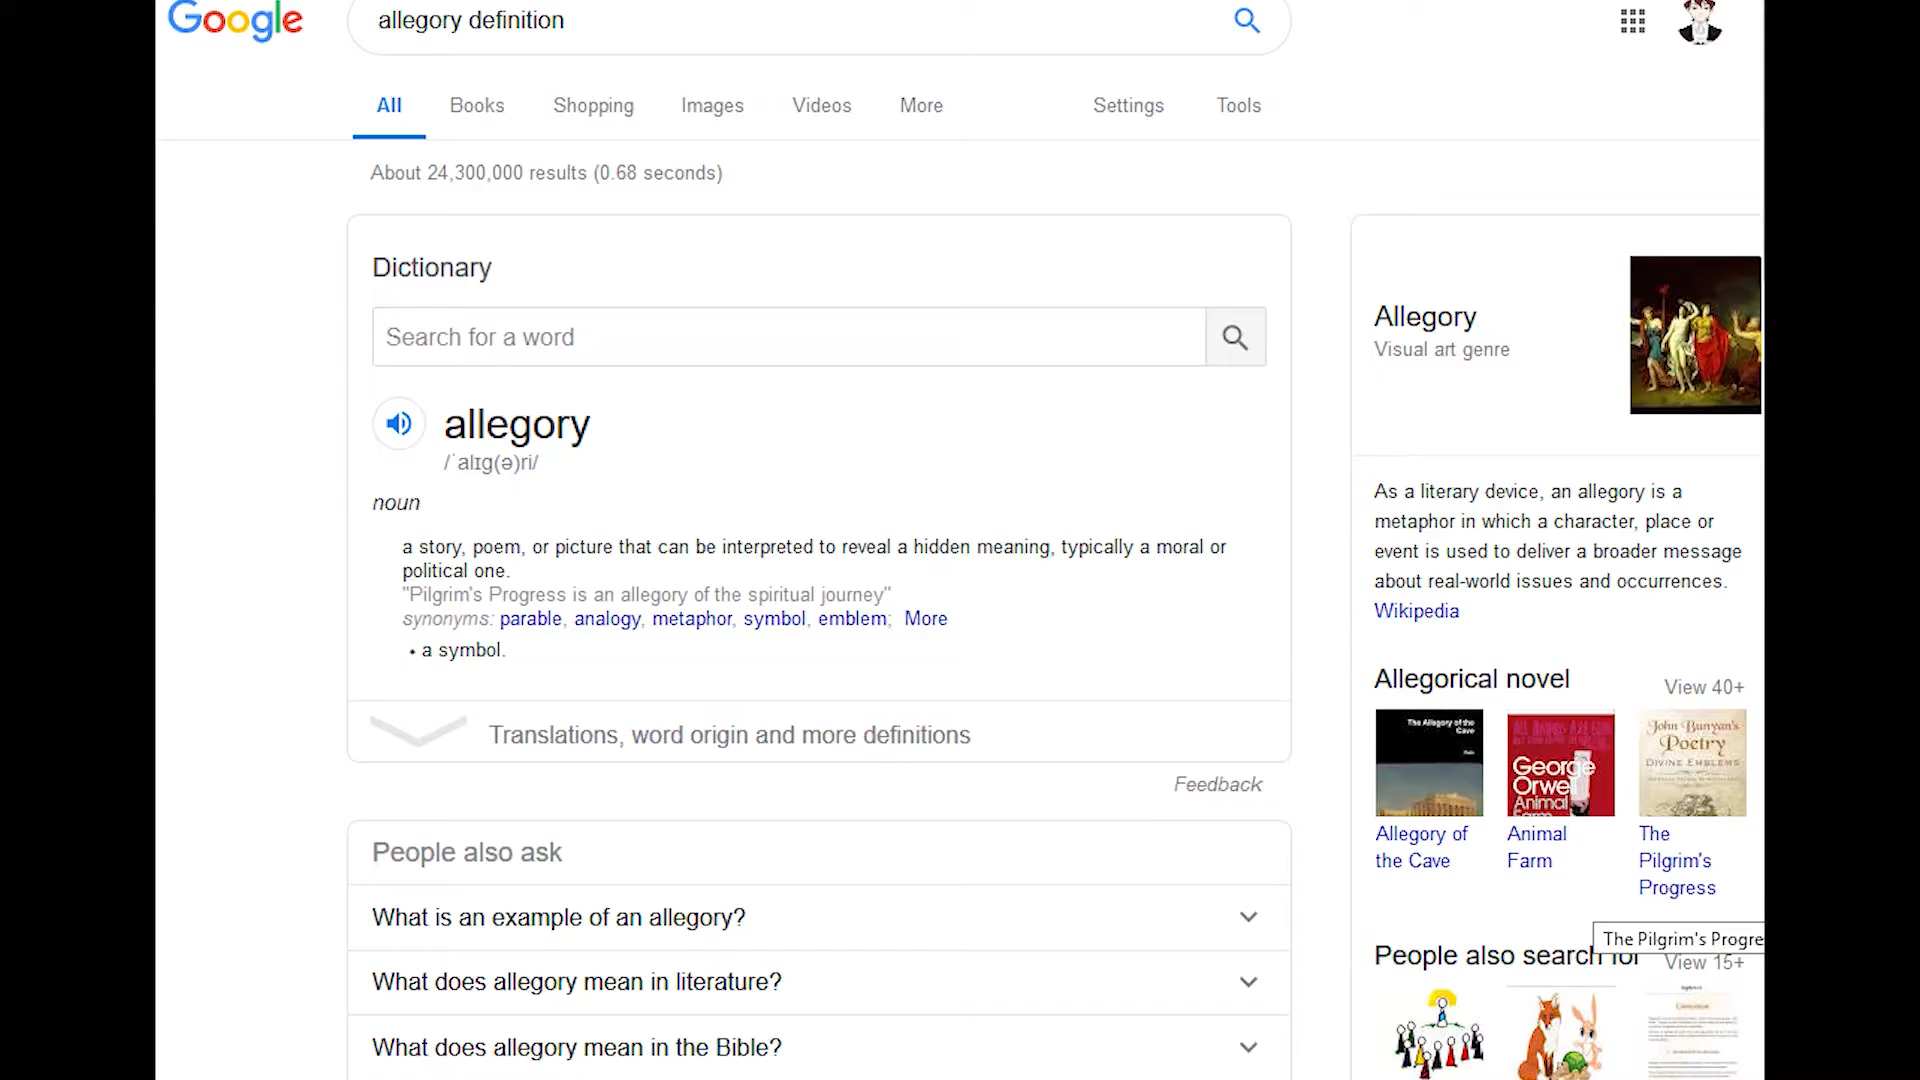 Google
allegory definition
All Books Shopping Images Videos More Settings Tools
About 24,300,000 results (0.68 seconds)
Dictionary
Search for a word
allegory
/ˈalɪɡ(ə)ri/
noun
a story, poem, or picture that can be interpreted to reveal a hidden meaning, typically a moral or
political one.
"Pilgrim's Progress is an allegory of the spiritual journey"
synonyms: parable, analogy, metaphor, symbol, emblem; More
• a symbol.
Translations, word origin and more definitions
Feedback
People also ask
What is an example of an allegory?
What does allegory mean in literature?
What does allegory mean in the Bible?
Allegory
Visual art genre
As a literary device, an allegory is a
metaphor in which a character, place or
event is used to deliver a broader message
about real-world issues and occurrences.
Wikipedia
Allegorical novel
View 40+
The Allegory of the
Cave
George
Orwell
Animal
Farm
John Bunyan's
Poetry
DIVINE EMBLEMS
Allegory of
the Cave
Animal
Farm
The
Pilgrim's
Progress
The Pilgrim's Progre
People also search for
View 15+